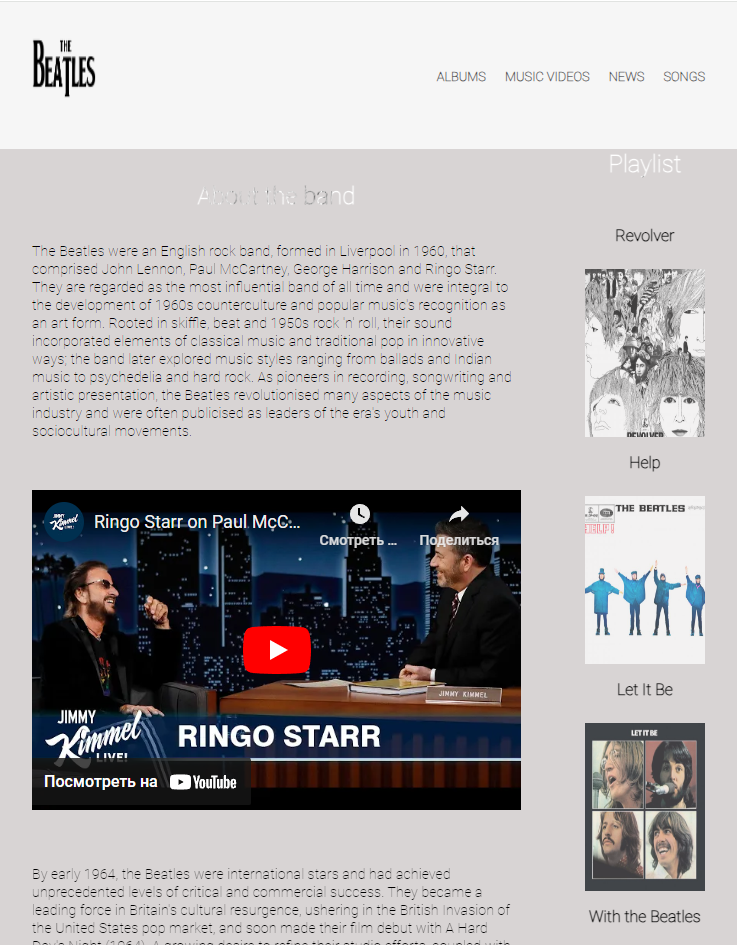 THE
BEATLES
ALBUMS MUSIC VIDEOS NEWS SONGS
About the band
The Beatles were an English rock band, formed in Liverpool in 1960, that
comprised John Lennon, Paul McCartney, George Harrison and Ringo Starr.
They are regarded as the most influential band of all time and were integral to
the development of 1960s counterculture and popular music's recognition as
an art form. Rooted in skiffle, beat and 1950s rock 'n' roll, their sound
incorporated elements of classical music and traditional pop in innovative
ways; the band later explored music styles ranging from ballads and Indian
music to psychedelia and hard rock. As pioneers in recording, songwriting and
artistic presentation, the Beatles revolutionised many aspects of the music
industry and were often publicised as leaders of the era's youth and
sociocultural movements.
JIMMY Kimmel LIVE!
Ringo Starr on Paul McC...
Смотреть ...
Поделиться
JIMMY KIMMEL
JIMMY
Kimmel
LIVE!
RINGO STARR
Посмотреть на YouTube
By early 1964, the Beatles were international stars and had achieved
unprecedented levels of critical and commercial success. They became a
leading force in Britain's cultural resurgence, ushering in the British Invasion of
the United States pop market, and soon made their film debut with A Hard
Day's Night (1964). A growing desire to refine their studio efforts, coupled with
Playlist
Revolver
REVOLVER
Help
THE BEATLES stereo
HELP!
Let It Be
LET IT BE
With the Beatles